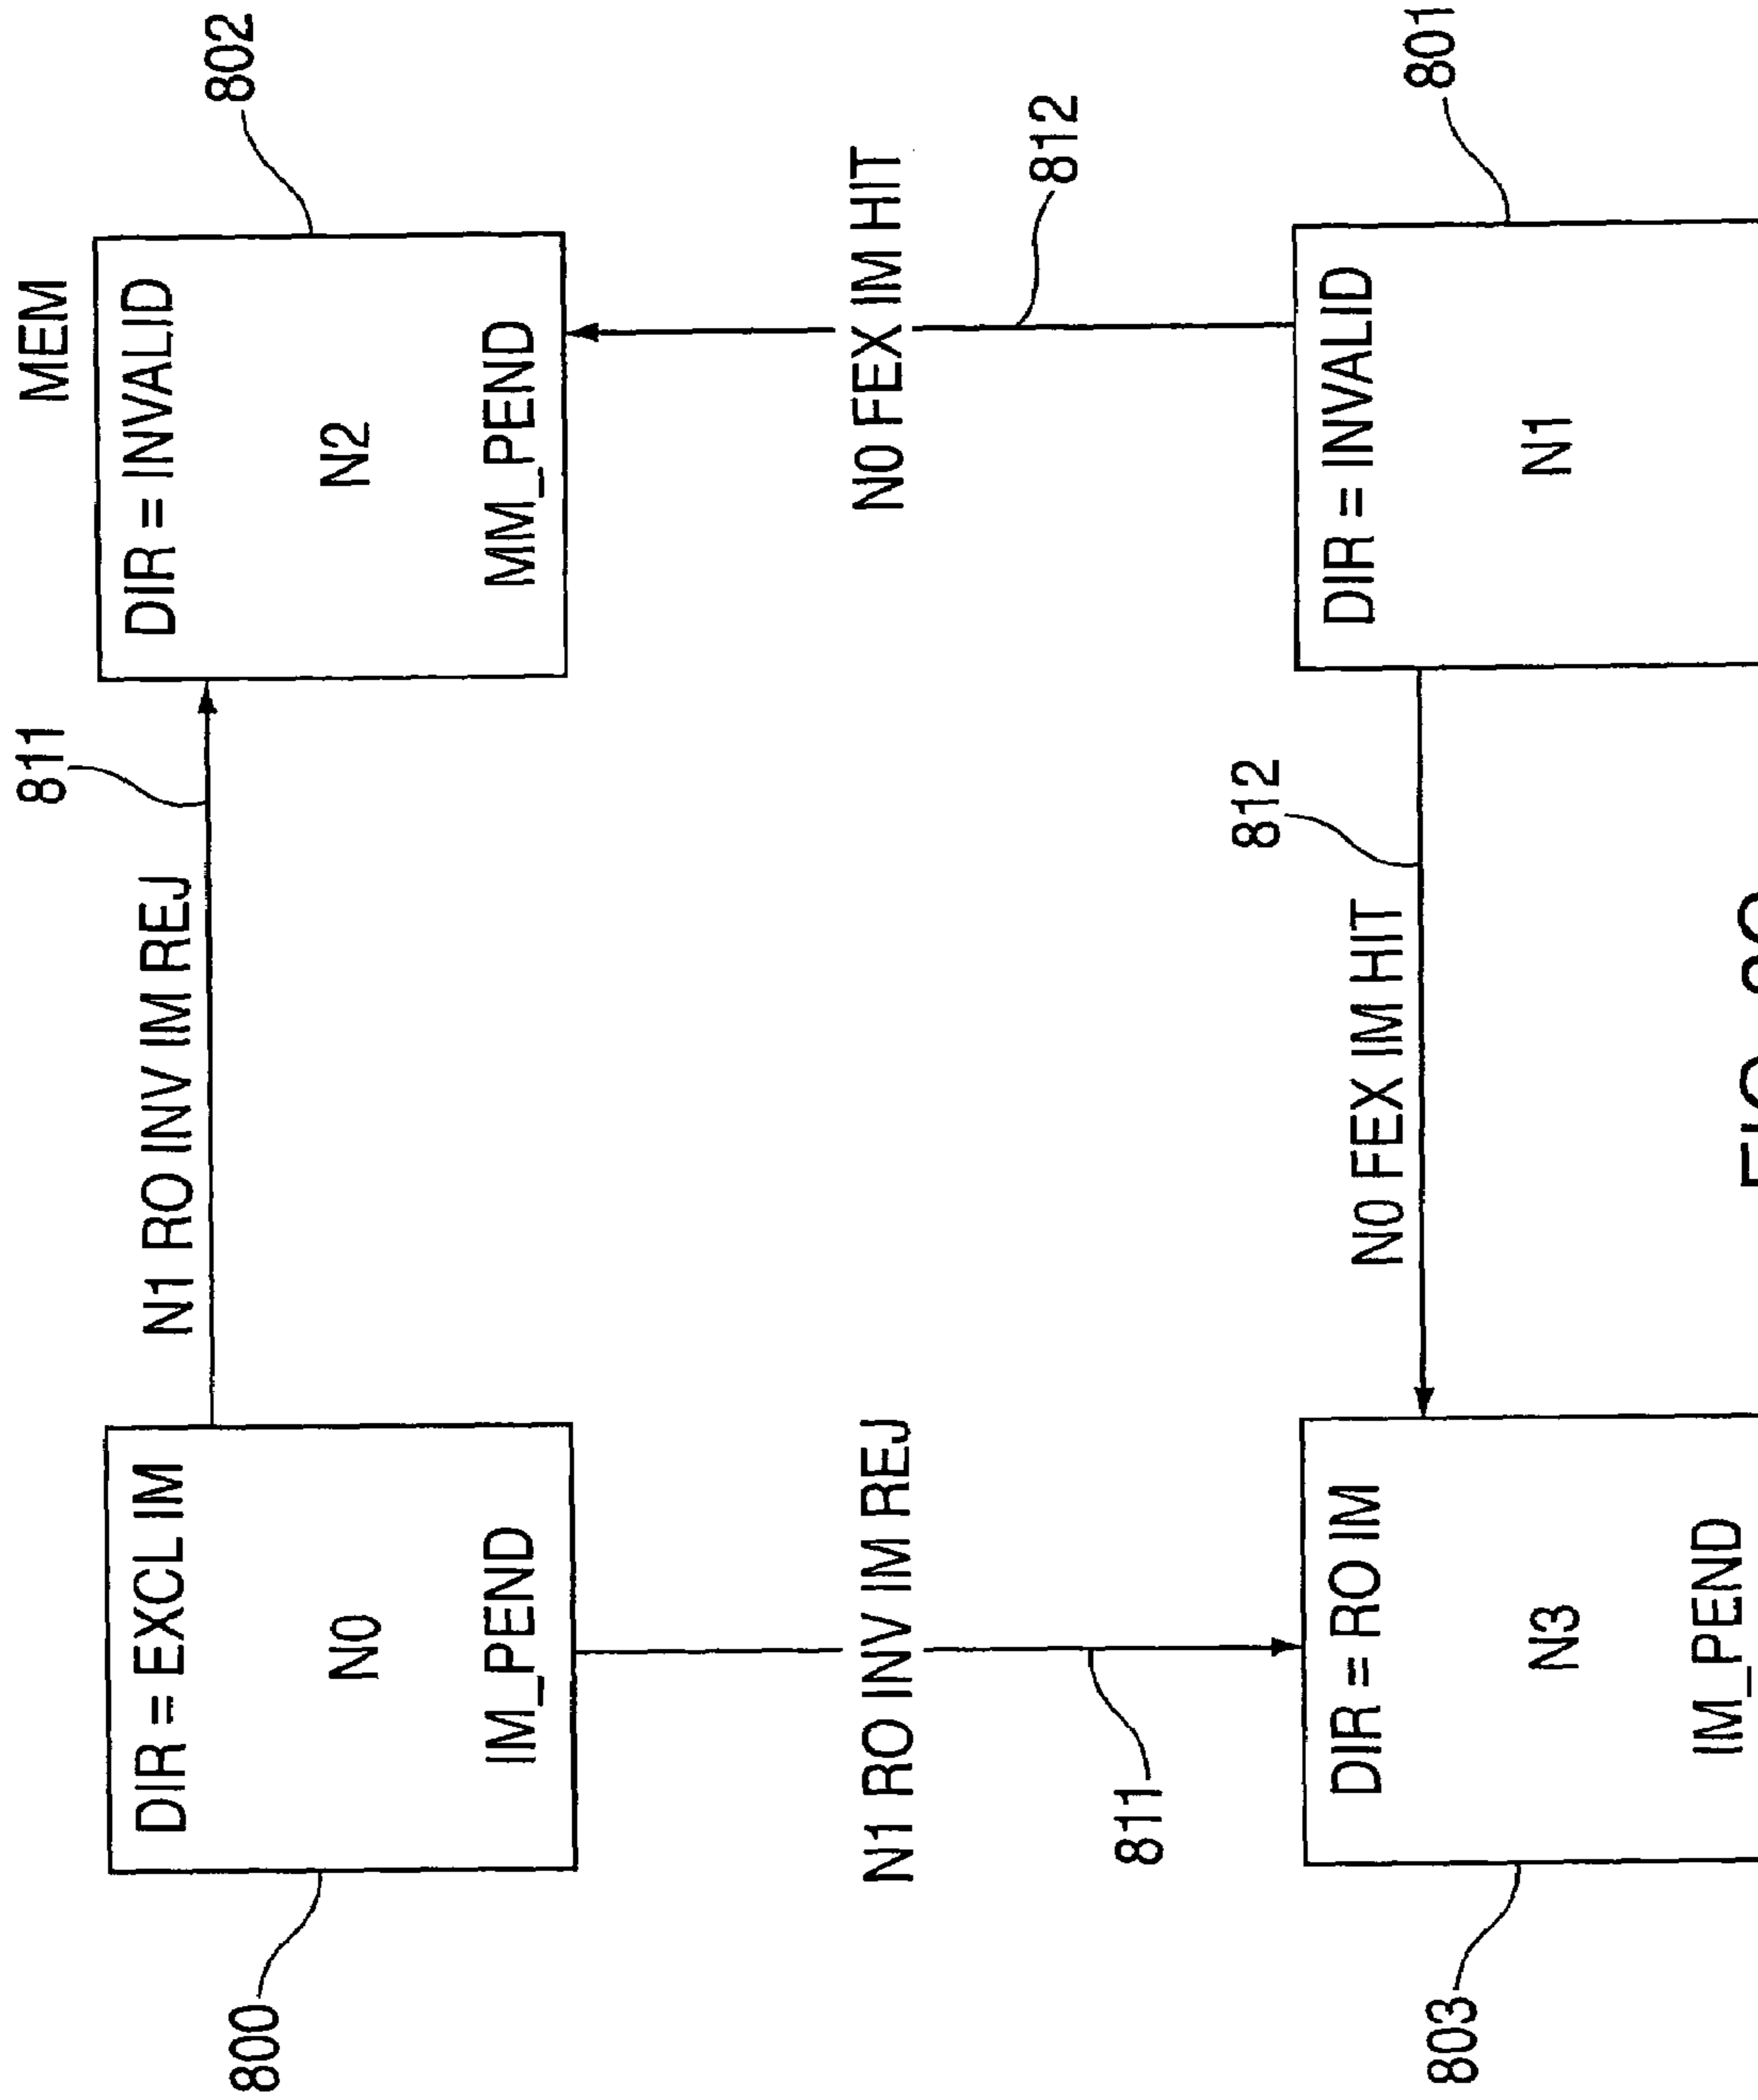 811
MEM
800
DIR = EXCL IM
N0
IM_PEND
N1 RO INV IM REJ
DIR = INVALID
N2
MM_PEND
802
N1 RO INV IM REJ
811
N0 FEX IM HIT
812
803
DIR = RO IM
N3
IM_PEND
812
N0 FEX IM HIT
DIR = INVALID
N1
801